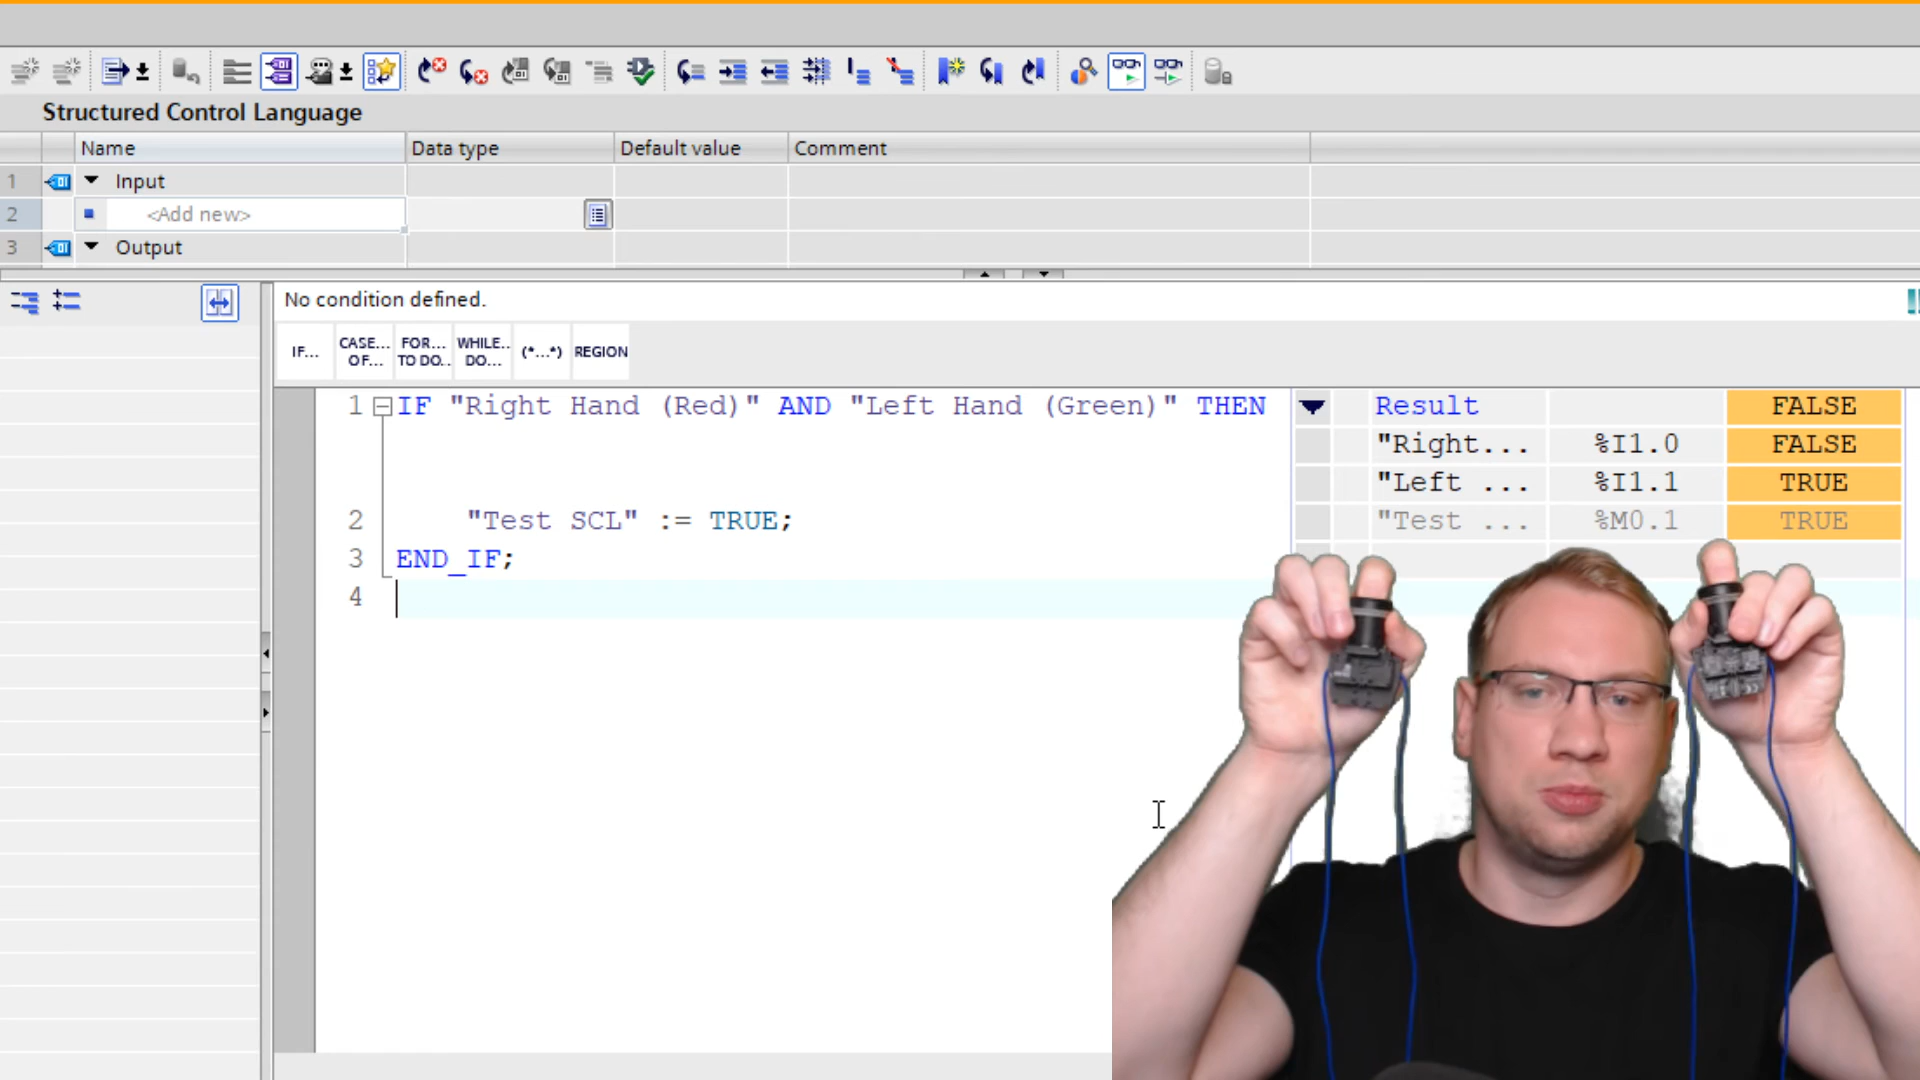 Structured Control Language
Name Data type Default value Comment
1 Input
2 <Add new>
3 Output
No condition defined.
IF... CASE... OF... FOR... TO DO.. WHILE.. DO... (*...*) REGION
1 IF "Right Hand (Red)" AND "Left Hand (Green)" THEN
Result FALSE
"Right... %I1.0 FALSE
"Left ... %I1.1 TRUE
2 "Test SCL" := TRUE;
"Test ... %M0.1 TRUE
3 END_IF;
4